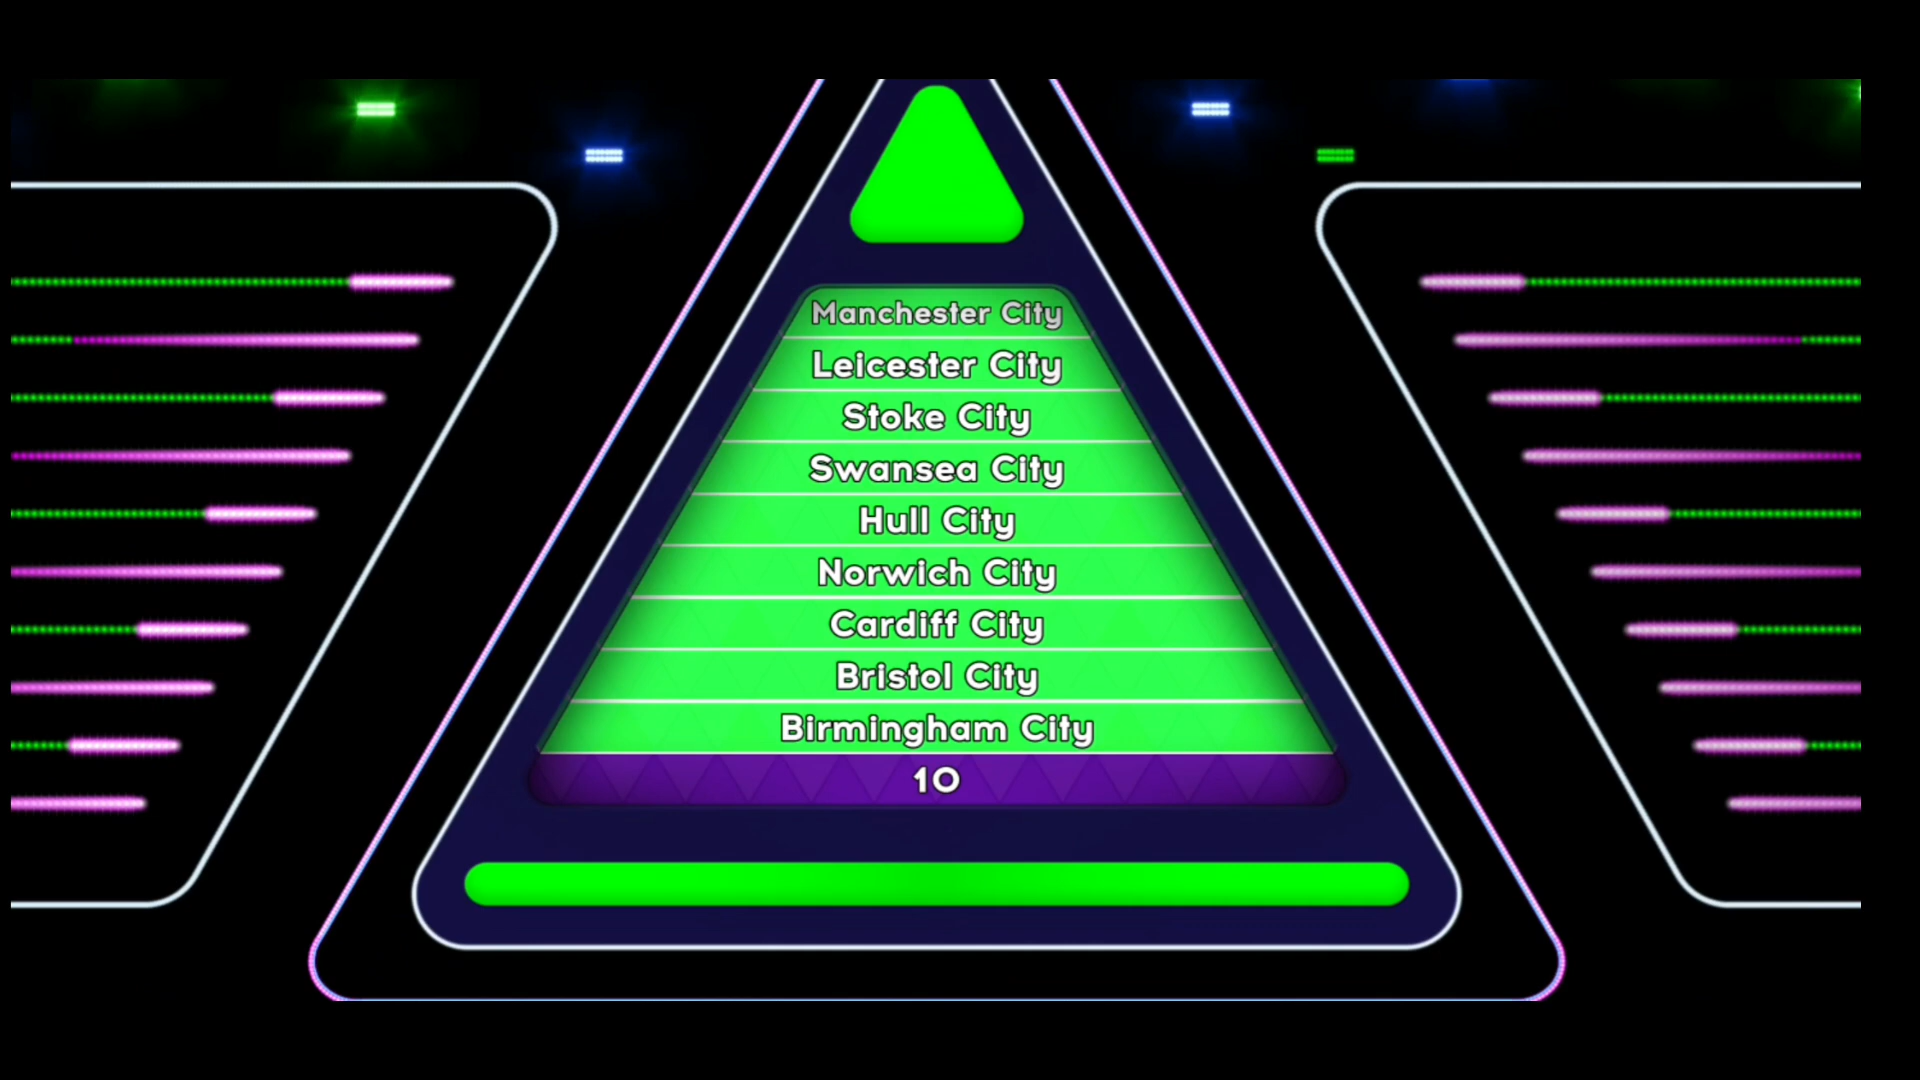 Manchester City
Leicester City
Stoke City
Swansea City
Hull City
Norwich City
Cardiff City
Bristol City
Birmingham City
10